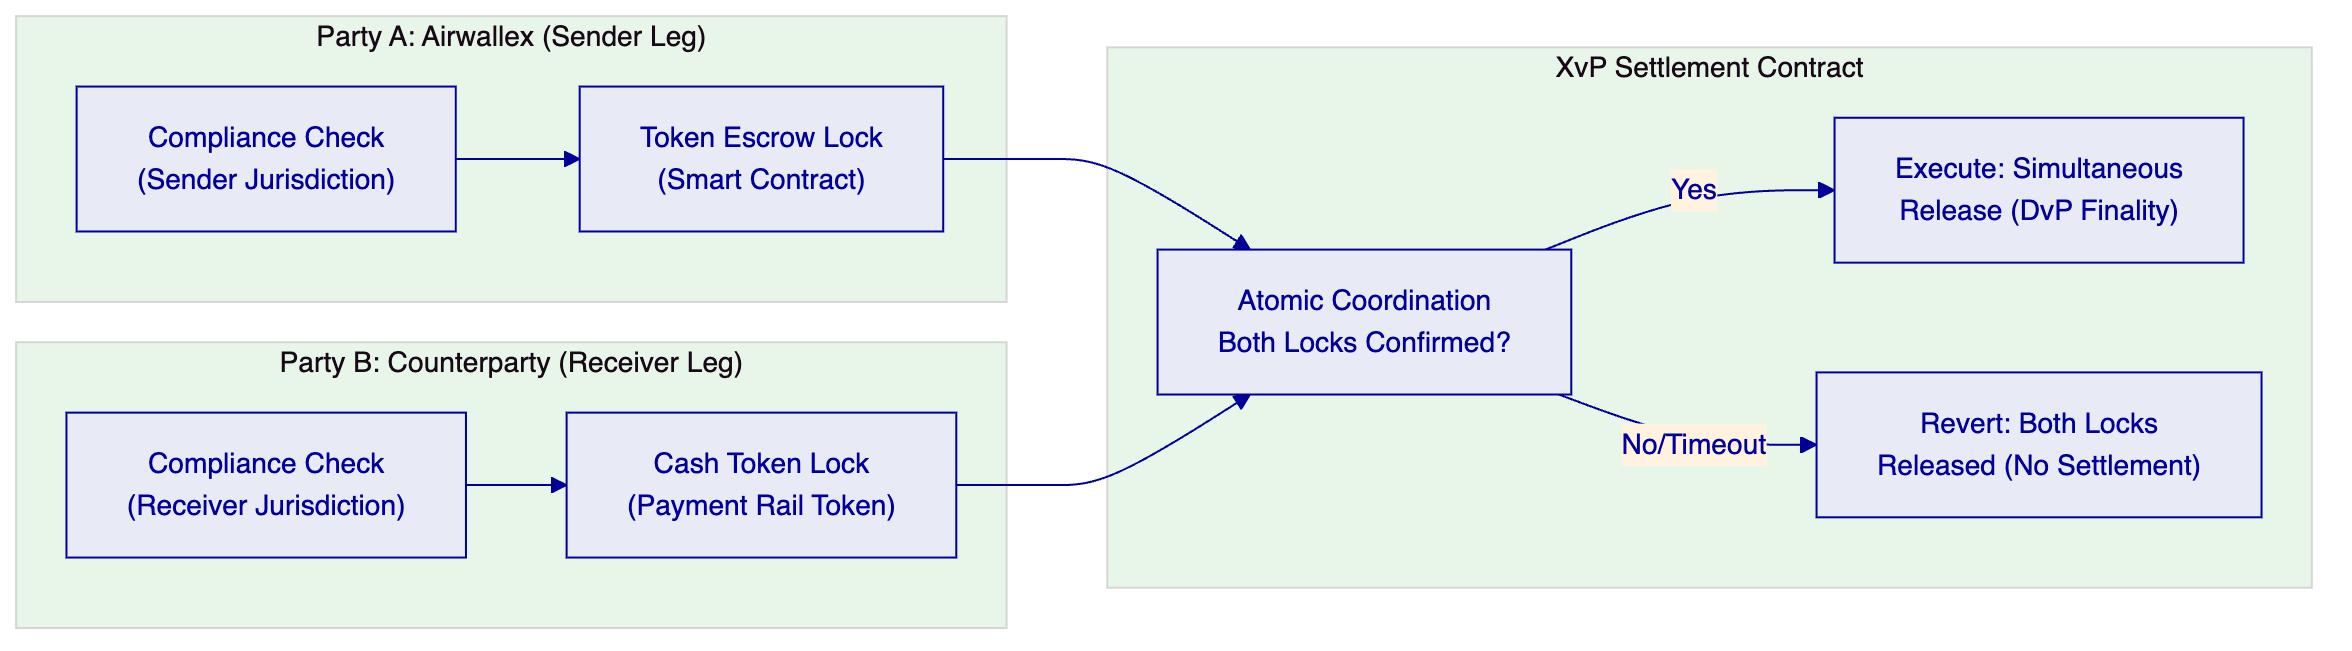 Party A: Airwallex (Sender Leg)
Compliance Check
(Sender Jurisdiction)
Token Escrow Lock
(Smart Contract)
Party B: Counterparty (Receiver Leg)
Compliance Check
(Receiver Jurisdiction)
Cash Token Lock
(Payment Rail Token)
XvP Settlement Contract
Atomic Coordination
Both Locks Confirmed?
Yes
Execute: Simultaneous
Release (DvP Finality)
No/Timeout
Revert: Both Locks
Released (No Settlement)